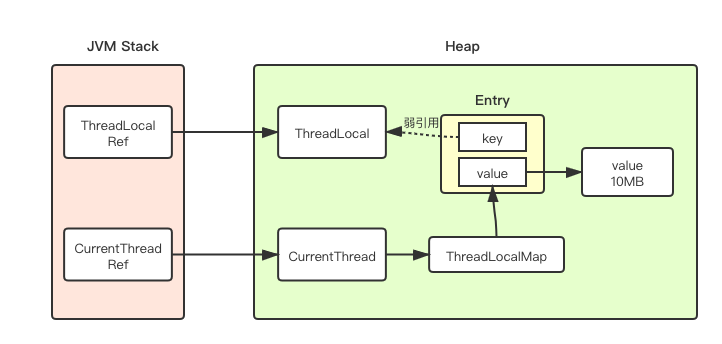 JVM Stack
Heap
ThreadLocal
Ref
ThreadLocal
弱引用
Entry
key
value
value
10MB
CurrentThread
Ref
CurrentThread
ThreadLocalMap